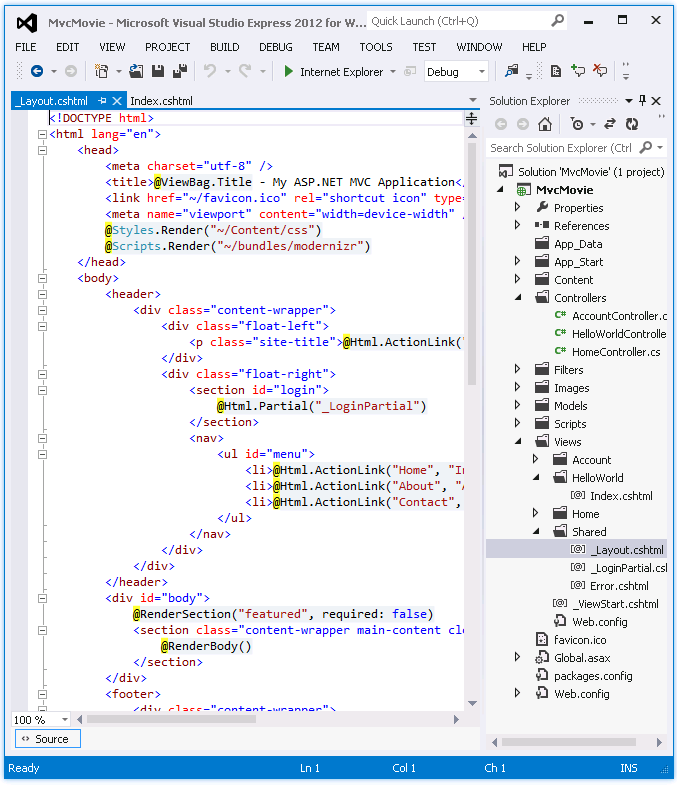 MvcMovie - Microsoft Visual Studio Express 2012 for W...
Quick Launch (Ctrl+Q)
FILE EDIT VIEW PROJECT BUILD DEBUG TEAM TOOLS TEST WINDOW HELP
Internet Explorer Debug
_Layout.cshtml Index.cshtml
<!DOCTYPE html>
<html lang="en">
<head>
<meta charset="utf-8" />
<title>@ViewBag.Title - My ASP.NET MVC Application</
<link href="~/favicon.ico" rel="shortcut icon" type=
<meta name="viewport" content="width=device-width" /
@Styles.Render("~/Content/css")
@Scripts.Render("~/bundles/modernizr")
</head>
<body>
<header>
<div class="content-wrapper">
<div class="float-left">
<p class="site-title">@Html.ActionLink("
</div>
<div class="float-right">
<section id="login">
@Html.Partial("_LoginPartial")
</section>
<nav>
<ul id="menu">
<li>@Html.ActionLink("Home", "In
<li>@Html.ActionLink("About", "A
<li>@Html.ActionLink("Contact",
</ul>
</nav>
</div>
</div>
</header>
<div id="body">
@RenderSection("featured", required: false)
<section class="content-wrapper main-content cle
@RenderBody()
</section>
</div>
<footer>
<div class="content-wrapper">
100 %
Source
Solution Explorer
Search Solution Explorer (Ctrl
Solution 'MvcMovie' (1 project)
MvcMovie
Properties
References
App_Data
App_Start
Content
Controllers
C# AccountController.c
C# HelloWorldControlle
C# HomeController.cs
Filters
Images
Models
Scripts
Views
Account
HelloWorld
[@] Index.cshtml
Home
Shared
[@] _Layout.cshtml
[@] _LoginPartial.csh
[@] Error.cshtml
[@] _ViewStart.cshtml
Web.config
favicon.ico
Global.asax
packages.config
Web.config
Ready Ln 1 Col 1 Ch 1 INS